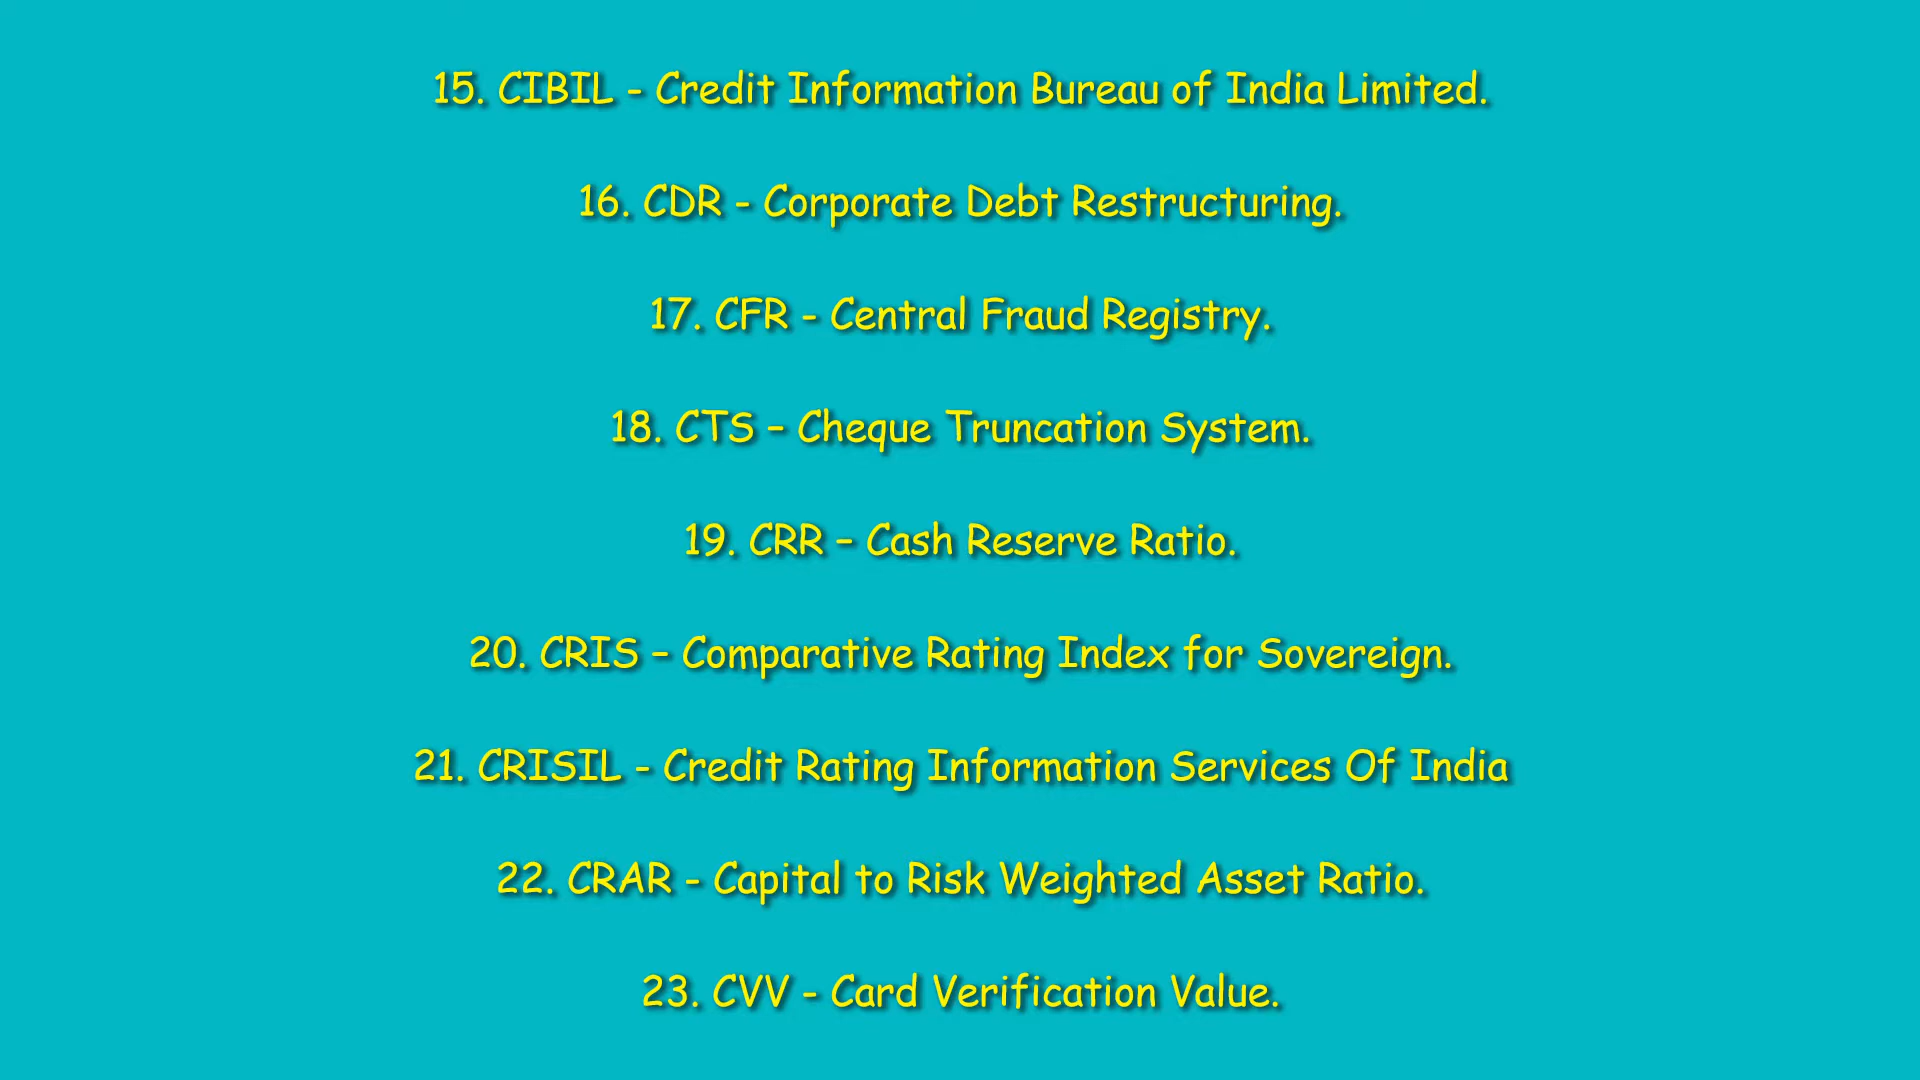 15. CIBIL - Credit Information Bureau of India Limited.
16. CDR - Corporate Debt Restructuring.
17. CFR - Central Fraud Registry.
18. CTS – Cheque Truncation System.
19. CRR – Cash Reserve Ratio.
20. CRIS – Comparative Rating Index for Sovereign.
21. CRISIL - Credit Rating Information Services Of India
22. CRAR - Capital to Risk Weighted Asset Ratio.
23. CVV - Card Verification Value.